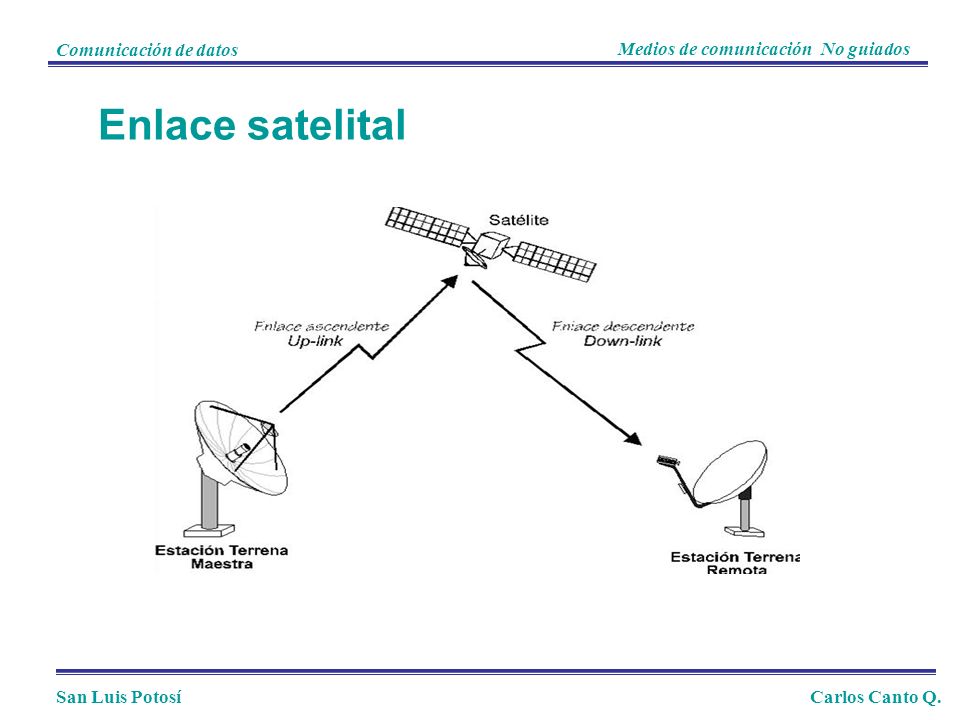 Comunicación de datos
Medios de comunicación No guiados
Enlace satelital
Satélite
Enlace ascendente
Up-link
Enlace descendente
Down-link
Estación Terrena
Maestra
Estación Terrena
Remota
San Luis Potosí
Carlos Canto Q.